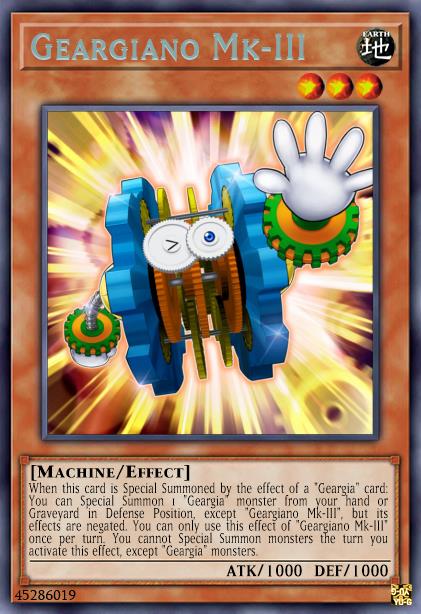 Geargiano Mk-III
EARTH
地
[Machine/Effect]
When this card is Special Summoned by the effect of a "Geargia" card:
You can Special Summon 1 "Geargia" monster from your hand or
Graveyard in Defense Position, except "Geargiano Mk-III", but its
effects are negated. You can only use this effect of "Geargiano Mk-III"
once per turn. You cannot Special Summon monsters the turn you
activate this effect, except "Geargia" monsters.
ATK/1000 DEF/1000
45286019